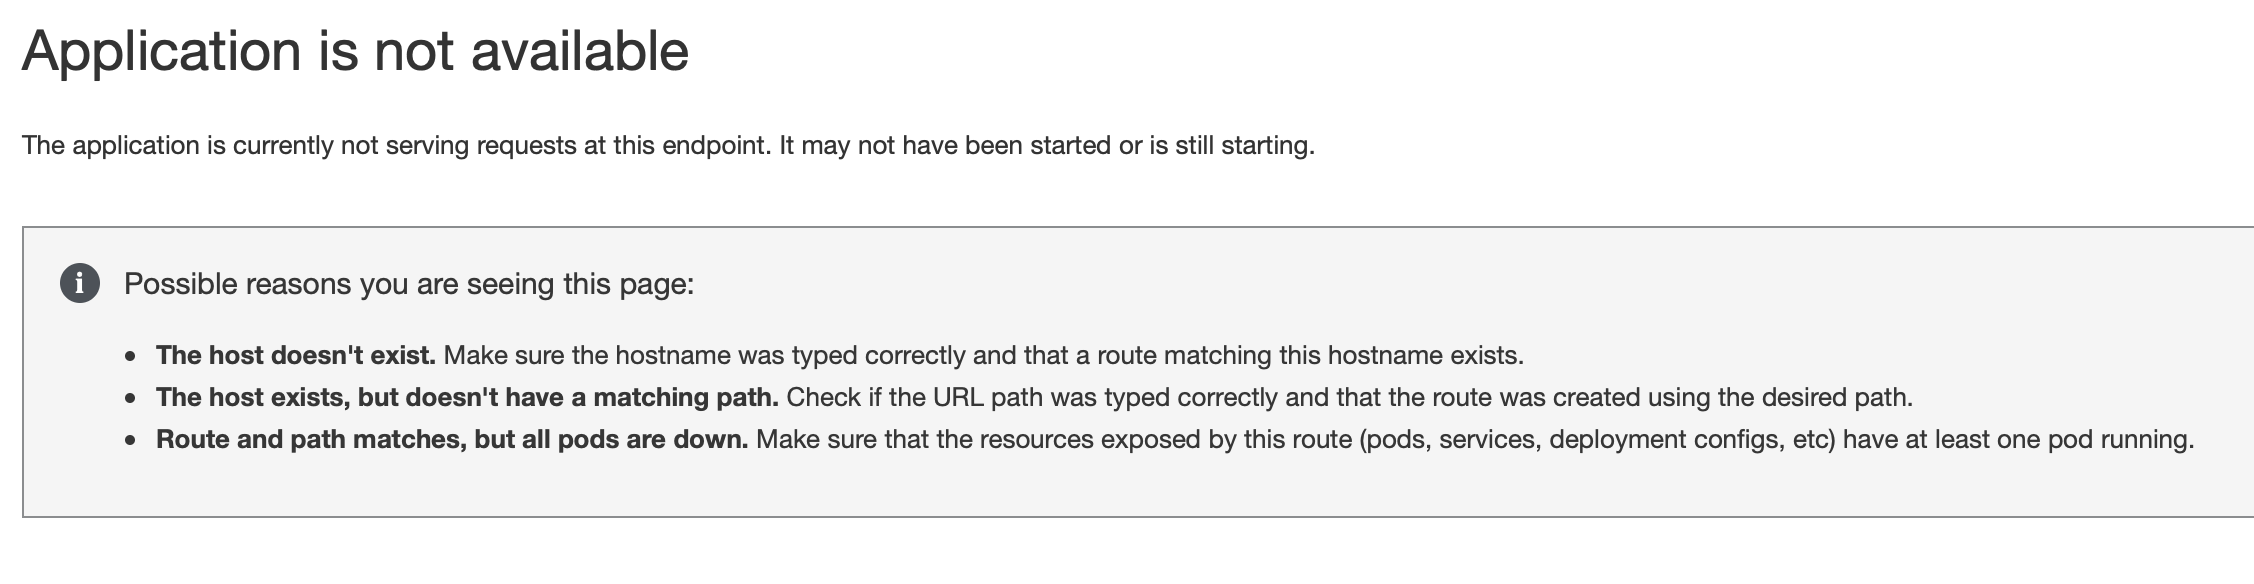 Application is not available
The application is currently not serving requests at this endpoint. It may not have been started or is still starting.
Possible reasons you are seeing this page:
The host doesn't exist. Make sure the hostname was typed correctly and that a route matching this hostname exists.
The host exists, but doesn't have a matching path. Check if the URL path was typed correctly and that the route was created using the desired path.
Route and path matches, but all pods are down. Make sure that the resources exposed by this route (pods, services, deployment configs, etc) have at least one pod running.